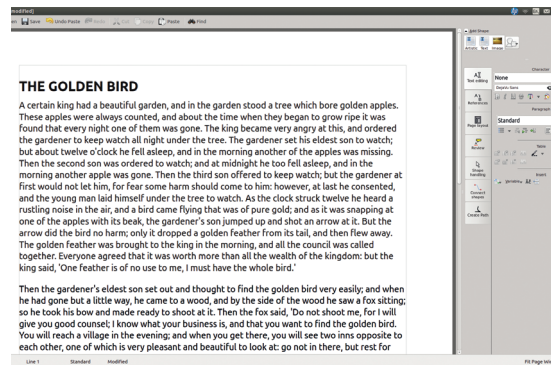 modified]
Save Undo Paste Redo Cut Copy Paste Find
Add Shape
Artistic Text Image
THE GOLDEN BIRD
A certain king had a beautiful garden, and in the garden stood a tree which bore golden apples.
These apples were always counted, and about the time when they began to grow ripe it was
found that every night one of them was gone. The king became very angry at this, and ordered
the gardener to keep watch all night under the tree. The gardener set his eldest son to watch;
but about twelve o'clock he fell asleep, and in the morning another of the apples was missing.
Then the second son was ordered to watch; and at midnight he too fell asleep, and in the
morning another apple was gone. Then the third son offered to keep watch; but the gardener at
first would not let him, for fear some harm should come to him: however, at last he consented,
and the young man laid himself under the tree to watch. As the clock struck twelve he heard a
rustling noise in the air, and a bird came flying that was of pure gold; and as it was snapping at
one of the apples with its beak, the gardener's son jumped up and shot an arrow at it. But the
arrow did the bird no harm; only it dropped a golden feather from its tail, and then flew away.
The golden feather was brought to the king in the morning, and all the council was called
together. Everyone agreed that it was worth more than all the wealth of the kingdom: but the
king said, 'One feather is of no use to me, I must have the whole bird.'
Then the gardener's eldest son set out and thought to find the golden bird very easily; and when
he had gone but a little way, he came to a wood, and by the side of the wood he saw a fox sitting;
so he took his bow and made ready to shoot at it. Then the fox said, 'Do not shoot me, for I will
give you good counsel; I know what your business is, and that you want to find the golden bird.
You will reach a village in the evening; and when you get there, you will see two inns opposite to
each other, one of which is very pleasant and beautiful to look at: go not in there, but rest for
Text editing
References
Page layout
Review
Shape
handling
Convert
shapes
Create Path
Character
None
DejaVu Sans
Paragraph
Standard
Table
Insert
Variable
Line 1 Standard Modified
Fit Page Wi